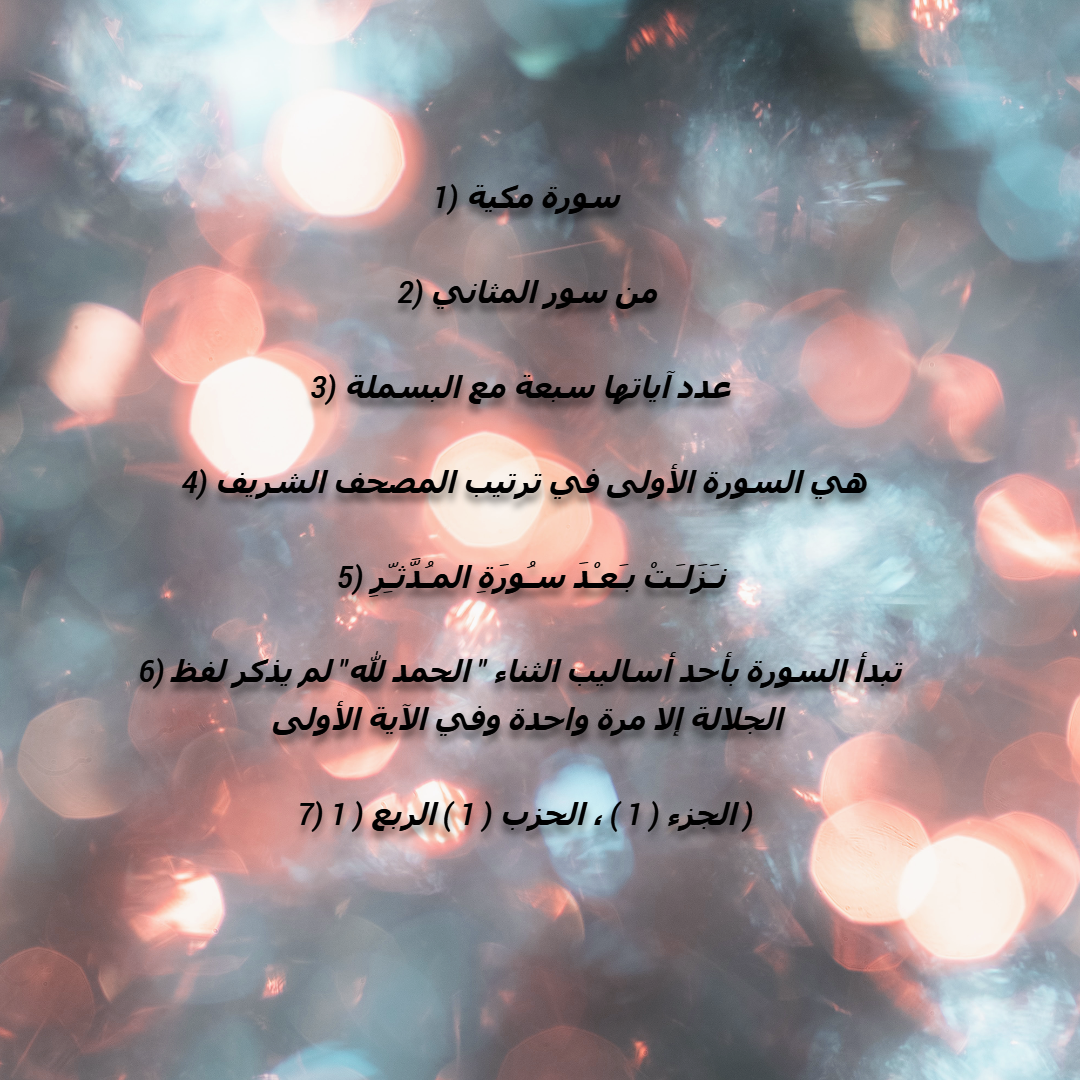 1) سورة مكية
2) من سور المثاني
3) عدد آياتها سبعة مع البسملة
4) هي السورة الأولى في ترتيب المصحف الشريف
5) نَزَلَتْ بَعْدَ سُورَةِ المُدَّثِّرِ
6) تبدأ السورة بأحد أساليب الثناء " الحمد لله" لم يذكر لفظ
الجلالة إلا مرة واحدة وفي الآية الأولى
7) الجزء ( 1 ) ، الحزب ( 1 ) الربع ( 1 )